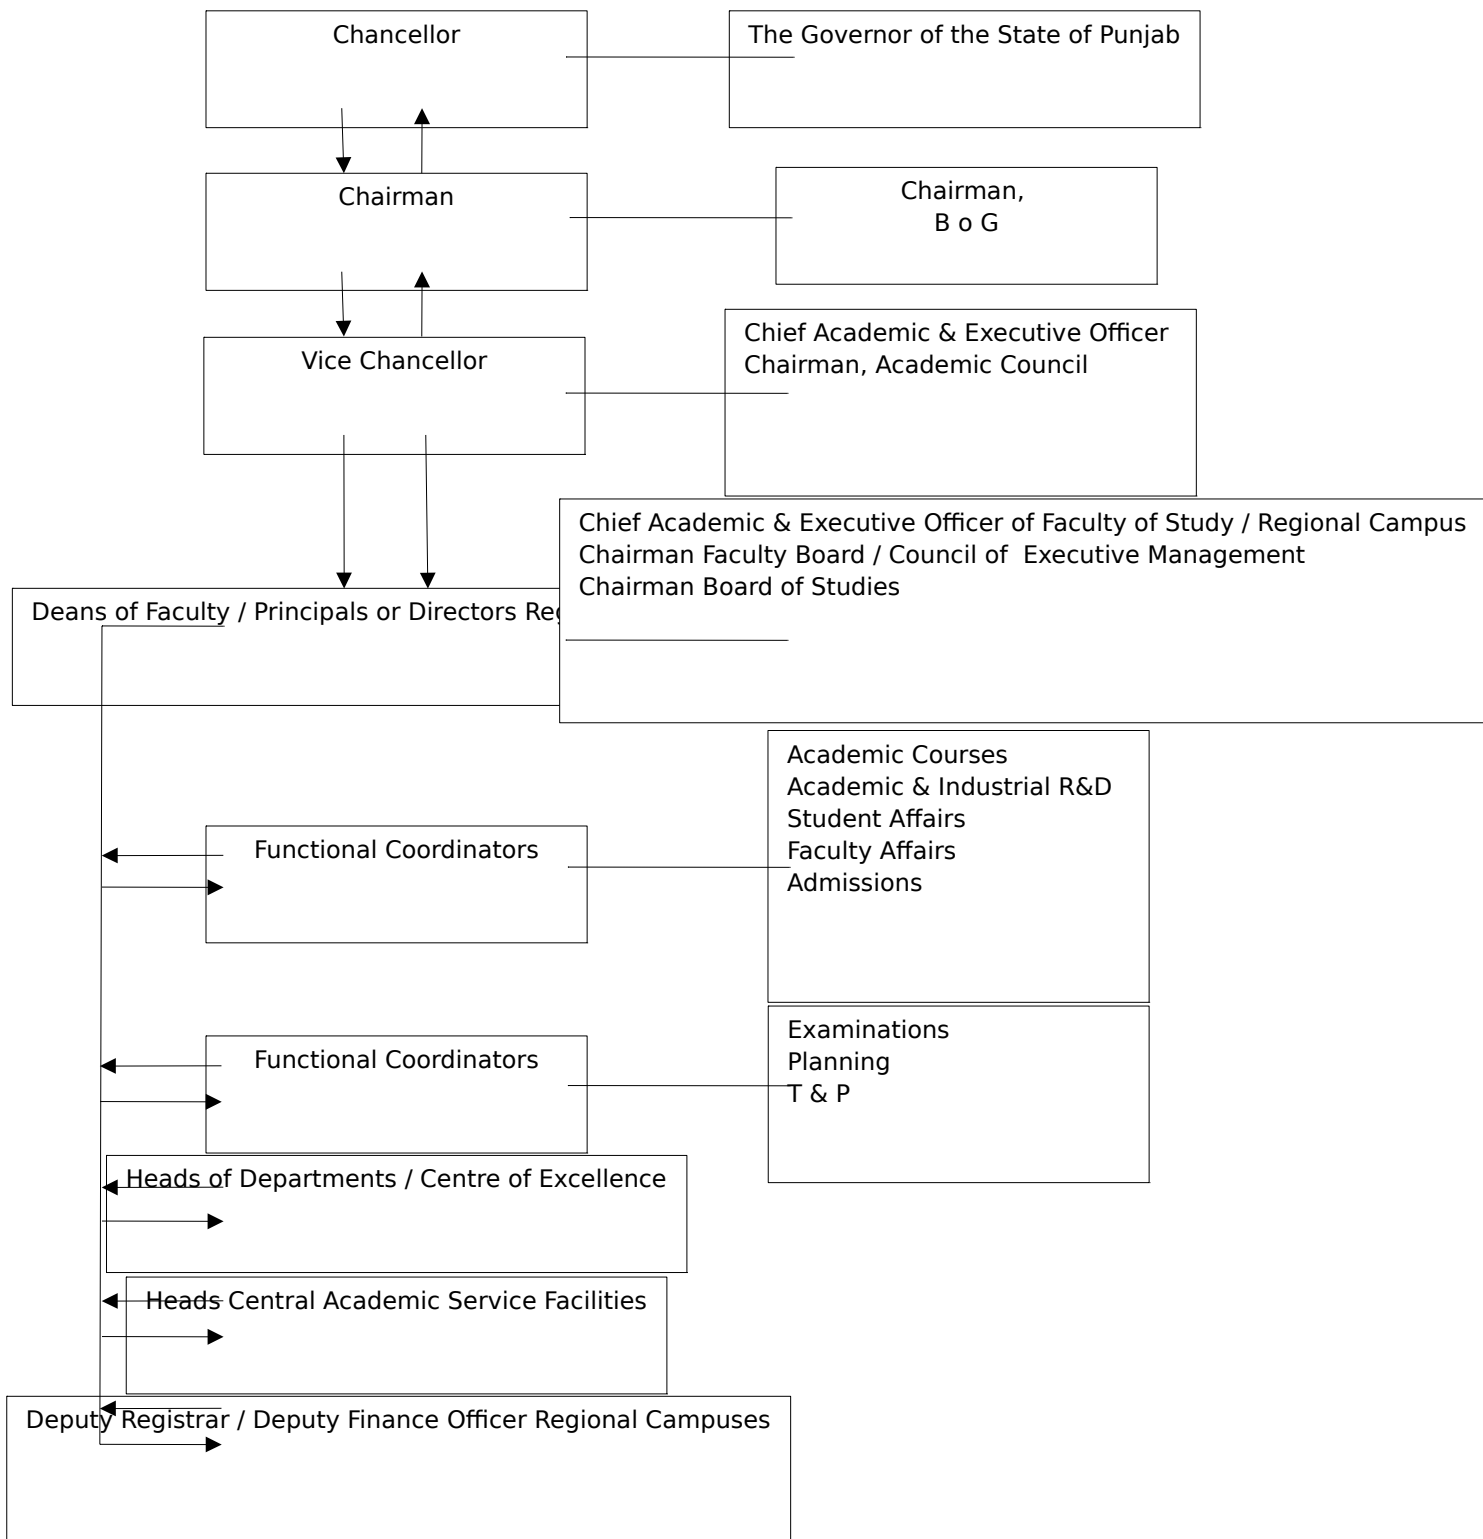 Chancellor
The Governor of the State of Punjab
Chairman
Chairman,
B o G
Vice Chancellor
Chief Academic & Executive Officer
Chairman, Academic Council
Chief Academic & Executive Officer of Faculty of Study / Regional Campus
Chairman Faculty Board / Council of Executive Management
Chairman Board of Studies
Deans of Faculty / Principals or Directors
Academic Courses
Academic & Industrial R&D
Student Affairs
Faculty Affairs
Admissions
Functional Coordinators
Examinations
Planning
T & P
Functional Coordinators
Heads of Departments / Centre of Excellence
Heads Central Academic Service Facilities
Deputy Registrar / Deputy Finance Officer Regional Campuses